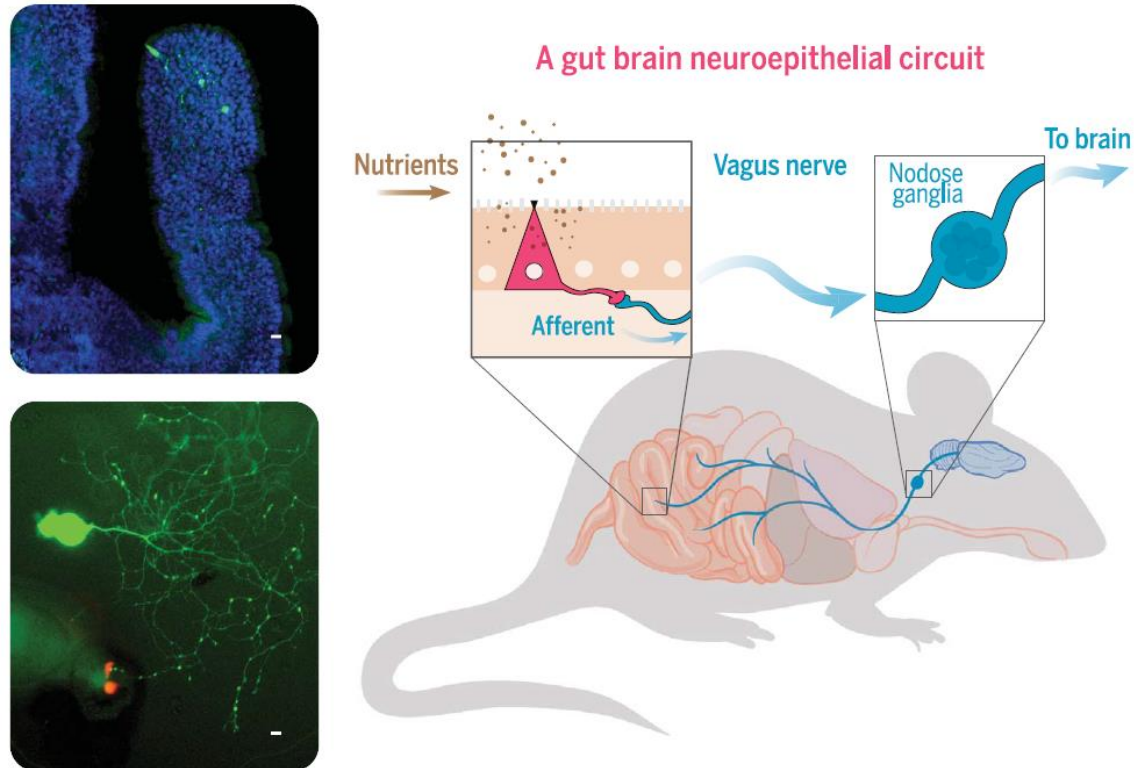 A gut brain neuroepithelial circuit
Nutrients
Vagus nerve
Nodose
ganglia
To brain
Afferent